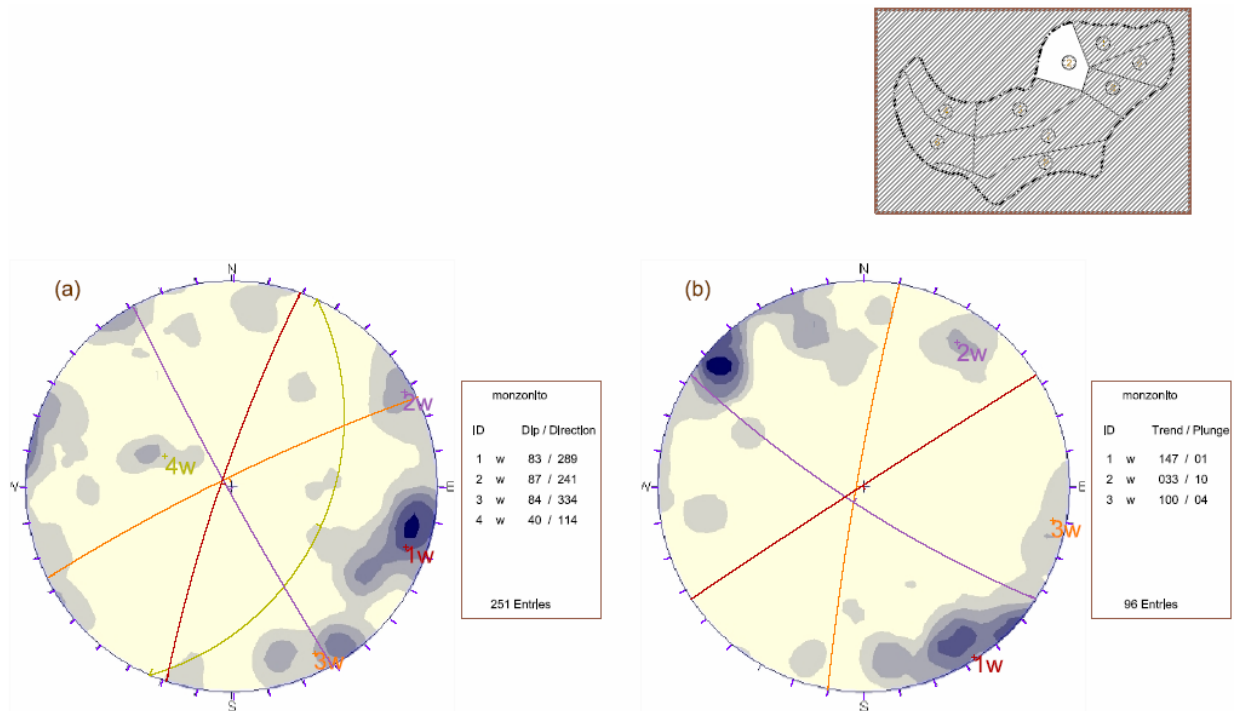 2
(a)
N
2w
4w
1w
3w
S
monzonito
ID Dip / Direction
1 w 83 / 289
2 w 87 / 241
3 w 84 / 334
4 w 40 / 114
251 Entries
(b)
N
2w
E
3w
1w
S
monzonito
ID Trend / Plunge
1 w 147 / 01
2 w 033 / 10
3 w 100 / 04
96 Entries